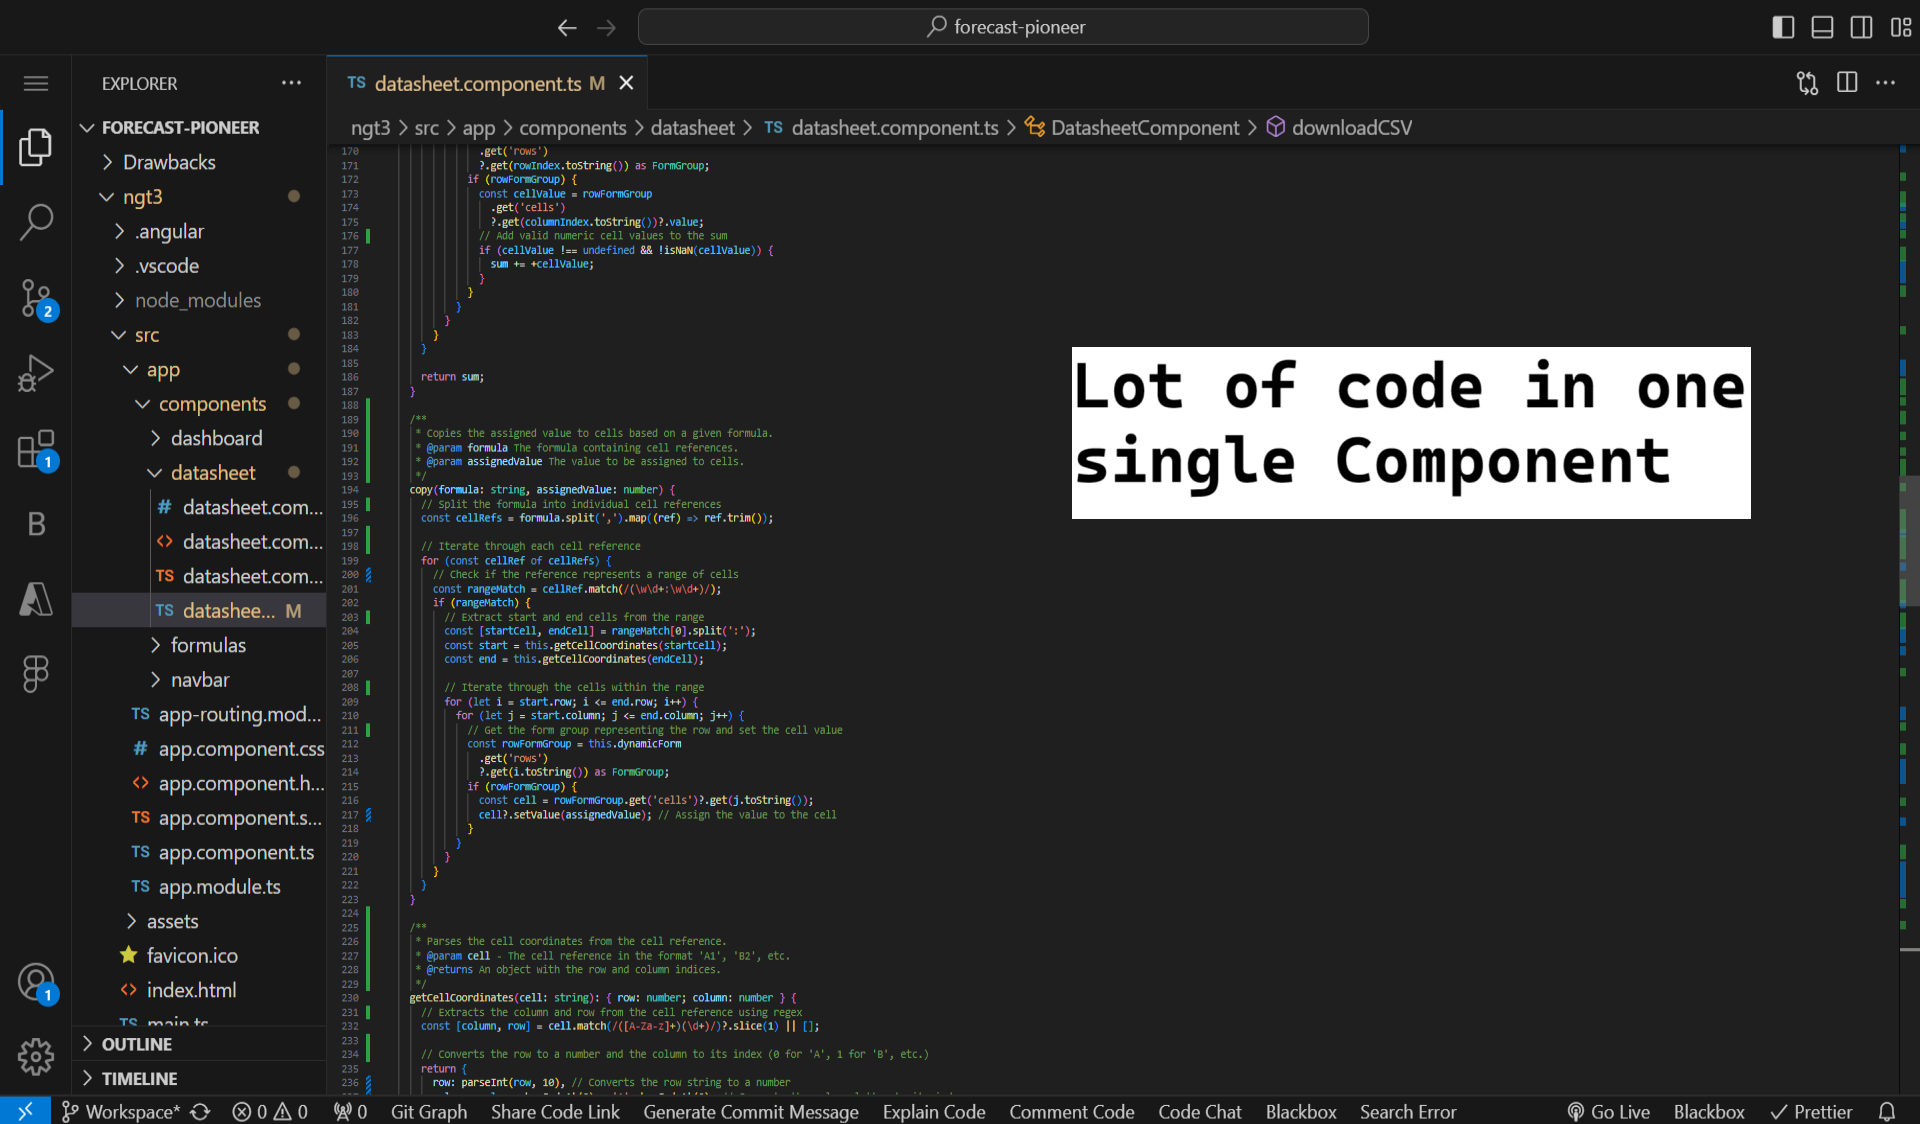 forecast-pioneer
EXPLORER
FORECAST-PIONEER
Drawbacks
ngt3
.angular
.vscode
node_modules
src
app
components
dashboard
datasheet
# datasheet.com...
<> datasheet.com...
TS datasheet.com...
TS datashee... M
formulas
navbar
TS app-routing.mod...
# app.component.css
<> app.component.h...
TS app.component.s...
TS app.component.ts
TS app.module.ts
assets
favicon.ico
<> index.html
TS main.ts
OUTLINE
TIMELINE
2
1
B
1
TS datasheet.component.ts M
ngt3 > src > app > components > datasheet > TS datasheet.component.ts > DatasheetComponent > downloadCSV
170 .get('rows')
171 ?.get(rowIndex.toString()) as FormGroup;
172 if (rowFormGroup) {
173 const cellValue = rowFormGroup
174 .get('cells')
175 ?.get(columnIndex.toString())?.value;
176 // Add valid numeric cell values to the sum
177 if (cellValue !== undefined && !isNaN(cellValue)) {
178 sum += +cellValue;
179 }
180 }
181 }
182 }
183 }
184 }
185
186 return sum;
187 }
188
189 /**
190 * Copies the assigned value to cells based on a given formula.
191 * @param formula The formula containing cell references.
192 * @param assignedValue The value to be assigned to cells.
193 */
194 copy(formula: string, assignedValue: number) {
195 // Split the formula into individual cell references
196 const cellRefs = formula.split(',').map((ref) => ref.trim());
197
198 // Iterate through each cell reference
199 for (const cellRef of cellRefs) {
200 // Check if the reference represents a range of cells
201 const rangeMatch = cellRef.match(/(\w\d+:\w\d+)/);
202 if (rangeMatch) {
203 // Extract start and end cells from the range
204 const [startCell, endCell] = rangeMatch[0].split(':');
205 const start = this.getCellCoordinates(startCell);
206 const end = this.getCellCoordinates(endCell);
207
208 // Iterate through the cells within the range
209 for (let i = start.row; i <= end.row; i++) {
210 for (let j = start.column; j <= end.column; j++) {
211 // Get the form group representing the row and set the cell value
212 const rowFormGroup = this.dynamicForm
213 .get('rows')
214 ?.get(i.toString()) as FormGroup;
215 if (rowFormGroup) {
216 const cell = rowFormGroup.get('cells')?.get(j.toString());
217 cell?.setValue(assignedValue); // Assign the value to the cell
218 }
219 }
220 }
221 }
222 }
223 }
224
225 /**
226 * Parses the cell coordinates from the cell reference.
227 * @param cell - The cell reference in the format 'A1', 'B2', etc.
228 * @returns An object with the row and column indices.
229 */
230 getCellCoordinates(cell: string): { row: number; column: number } {
231 // Extracts the column and row from the cell reference using regex
232 const [column, row] = cell.match(/([A-Za-z]+)(\d+)/)?.slice(1) || [];
233
234 // Converts the row to a number and the column to its index (0 for 'A', 1 for 'B', etc.)
235 return {
236 row: parseInt(row, 10), // Converts the row string to a number
Lot of code in one
single Component
Workspace* 0 0 0 Git Graph Share Code Link Generate Commit Message Explain Code Comment Code Code Chat Blackbox Search Error Go Live Blackbox Prettier